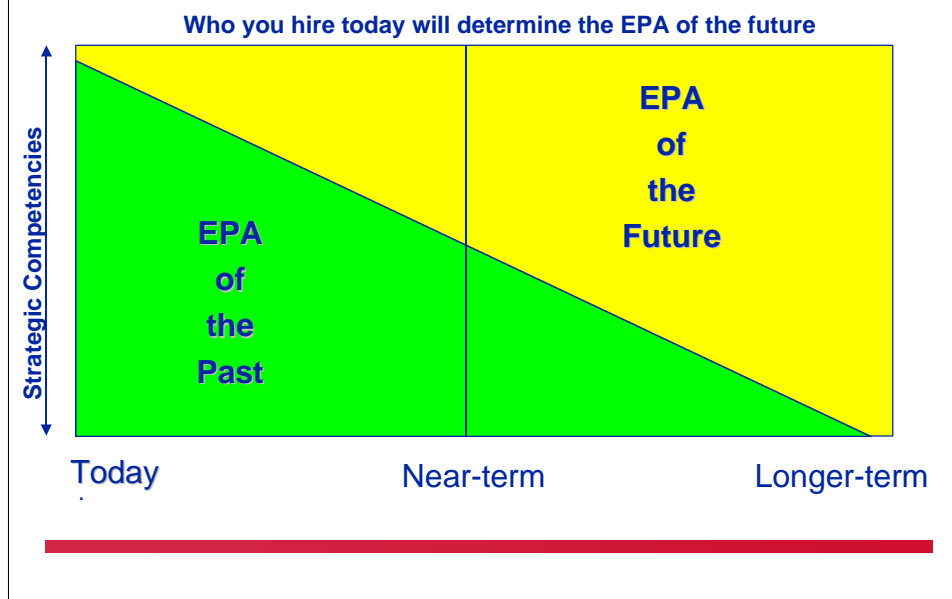 Who you hire today will determine the EPA of the future
Strategic Competencies
EPA
of
the
Past
EPA
of
the
Future
Today
Near-term
Longer-term